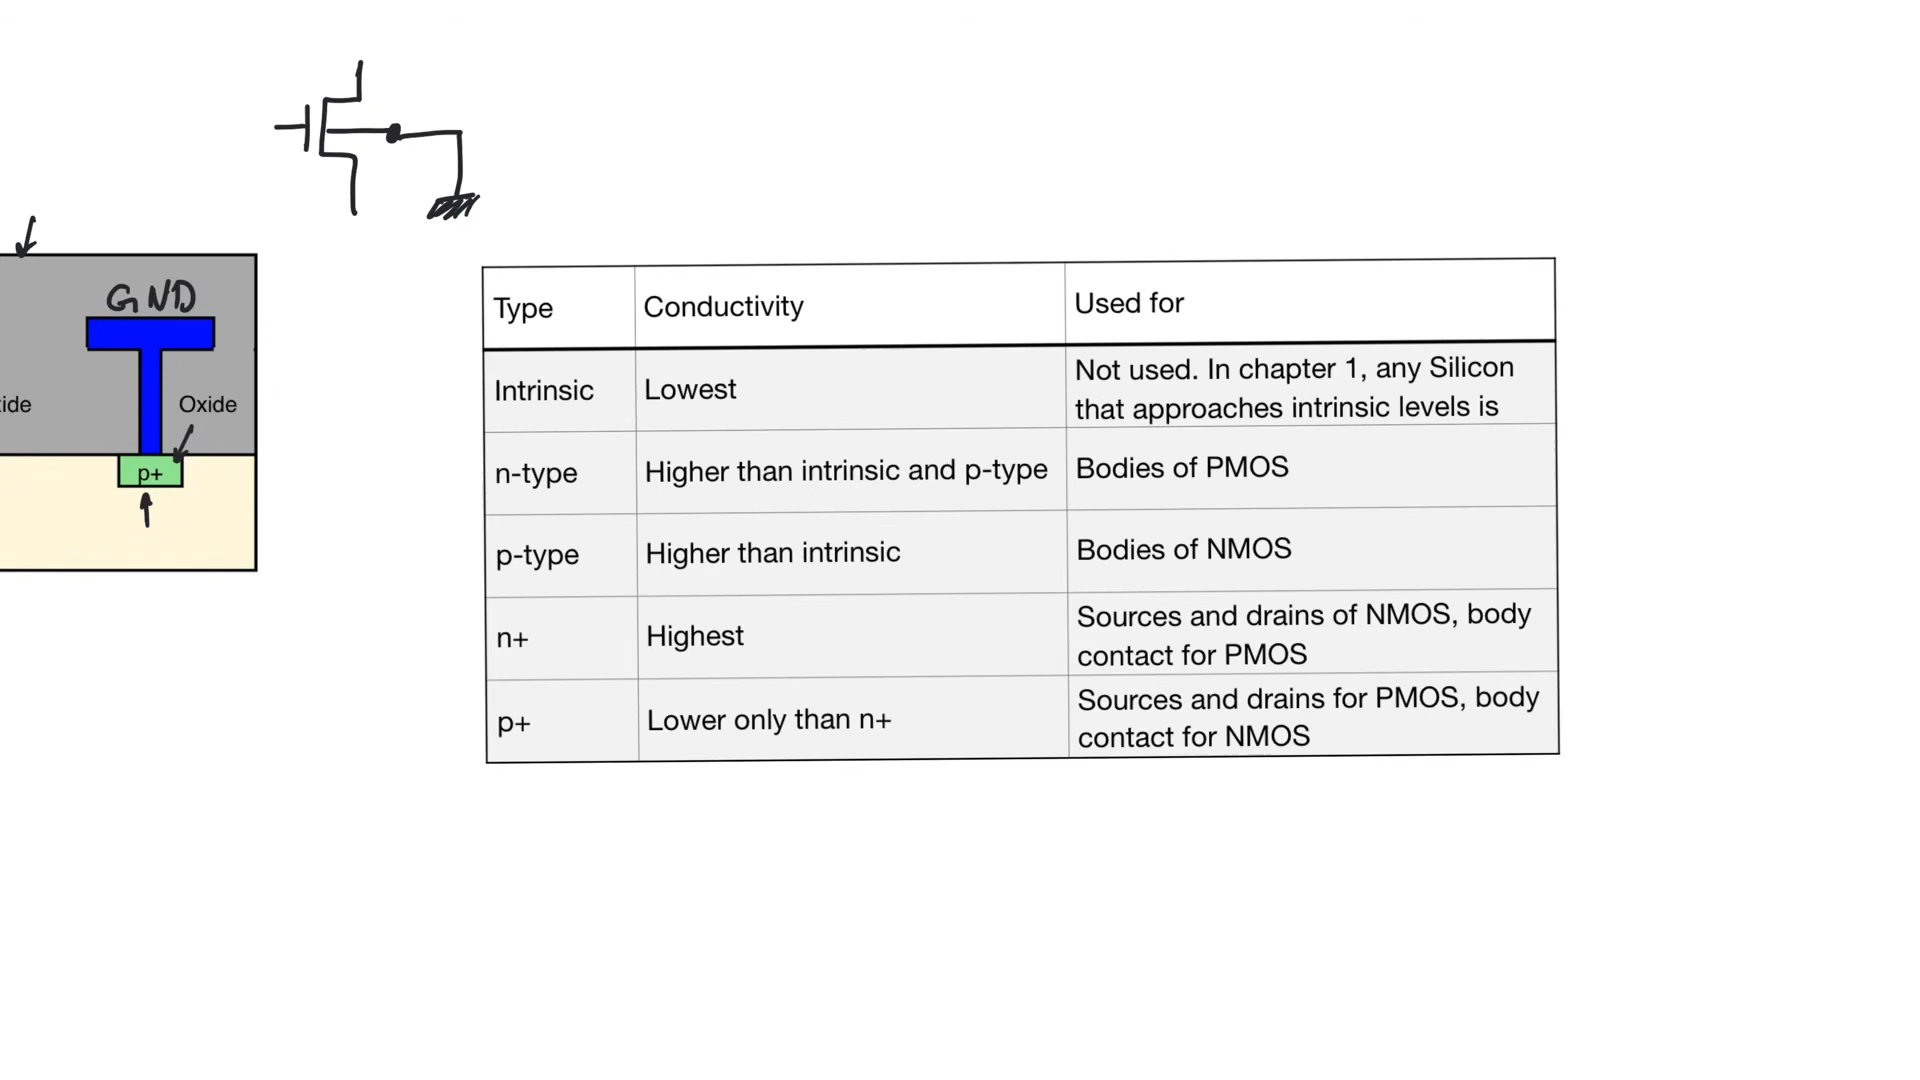 GND
ide
Oxide
p+
Type
Conductivity
Used for
Intrinsic
Lowest
Not used. In chapter 1, any Silicon
that approaches intrinsic levels is
n-type
Higher than intrinsic and p-type
Bodies of PMOS
p-type
Higher than intrinsic
Bodies of NMOS
n+
Highest
Sources and drains of NMOS, body
contact for PMOS
p+
Lower only than n+
Sources and drains for PMOS, body
contact for NMOS